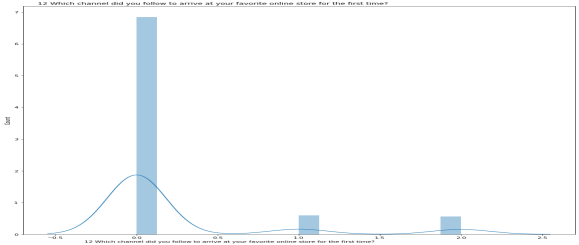 12 Which channel did you follow to arrive at your favorite online store for the first time?
7
6
5
4
3
2
1
0
Count
−0.5 0.0 0.5 1.0 1.5 2.0 2.5
12 Which channel did you follow to arrive at your favorite online store for the first time?